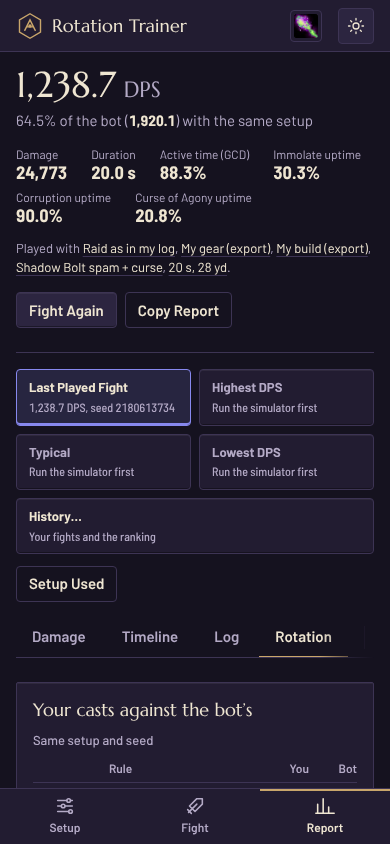 Rotation Trainer
1,238.7 DPS
64.5% of the bot (1,920.1) with the same setup
Damage Duration Active time (GCD) Immolate uptime
24,773 20.0 s 88.3% 30.3%
Corruption uptime Curse of Agony uptime
90.0% 20.8%
Played with Raid as in my log, My gear (export), My build (export),
Shadow Bolt spam + curse, 20 s, 28 yd.
Fight Again Copy Report
Last Played Fight
1,238.7 DPS, seed 2180613734
Highest DPS
Run the simulator first
Typical
Run the simulator first
Lowest DPS
Run the simulator first
History...
Your fights and the ranking
Setup Used
Damage Timeline Log Rotation
Your casts against the bot's
Same setup and seed
Rule You Bot
Setup Fight Report